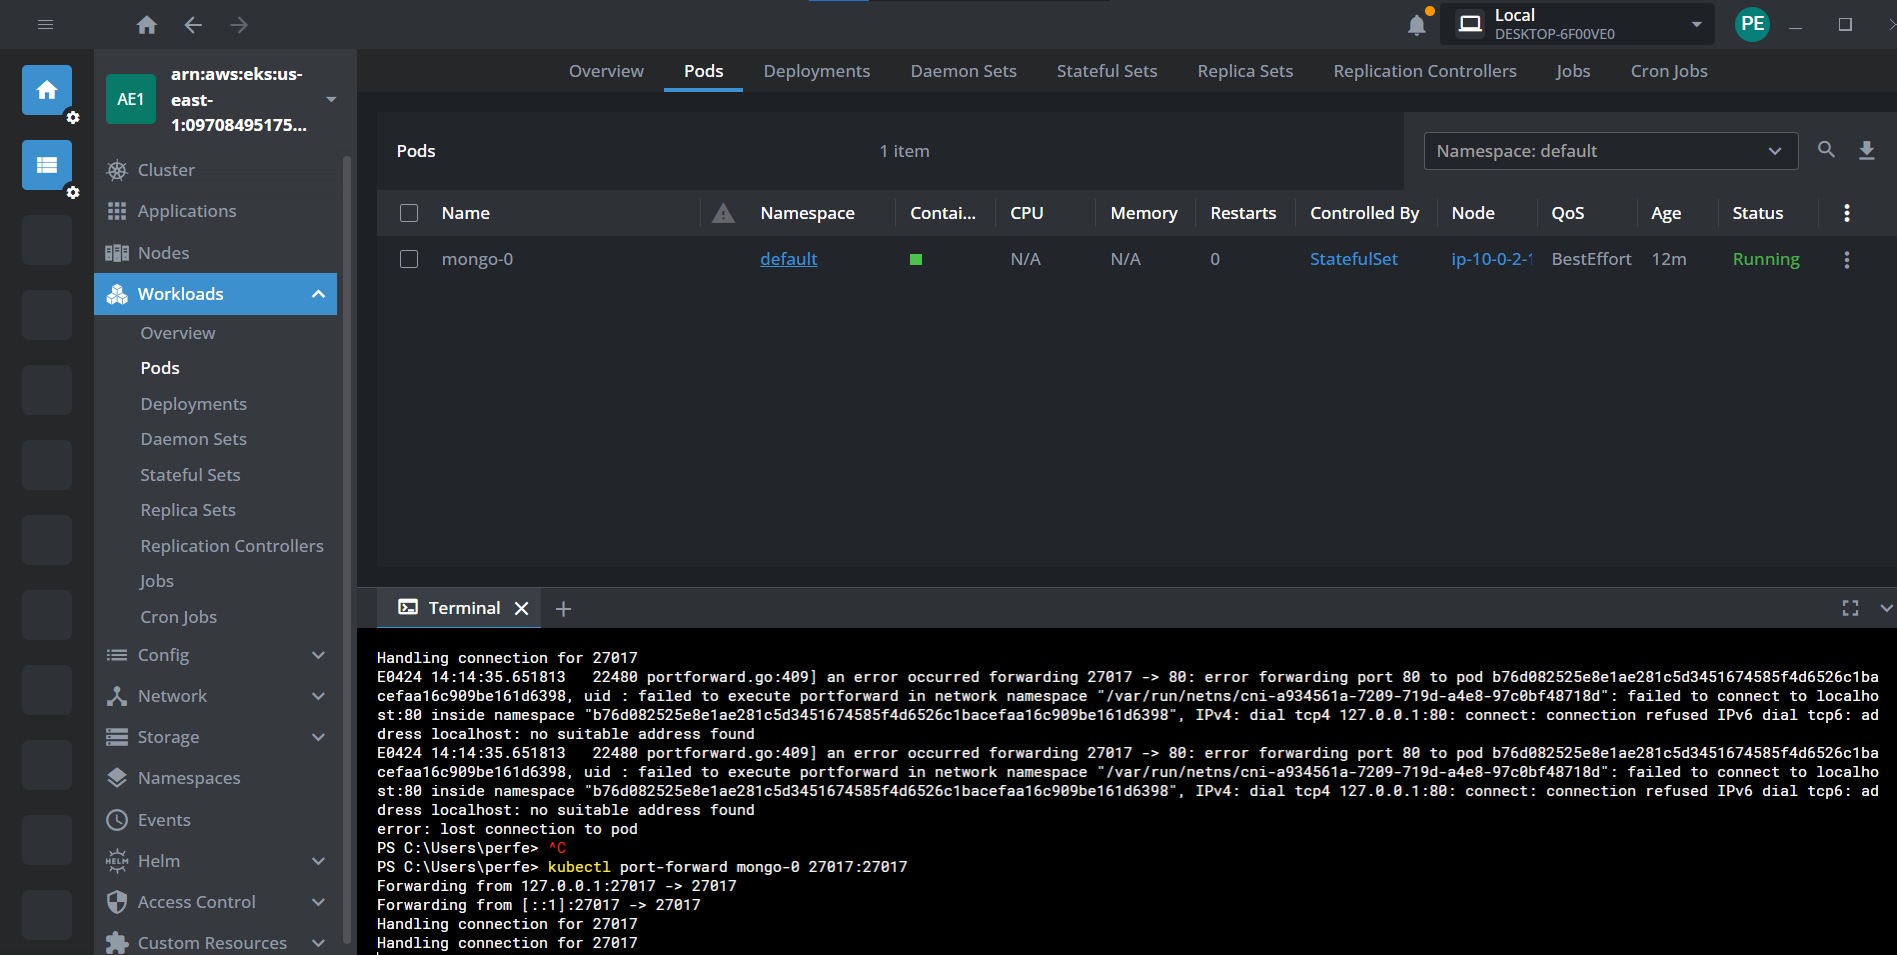 Local
DESKTOP-6F00VE0
PE
AE1
arn:aws:eks:us-
east-
1:09708495175...
Cluster
Applications
Nodes
Workloads
Overview
Pods
Deployments
Daemon Sets
Stateful Sets
Replica Sets
Replication Controllers
Jobs
Cron Jobs
Config
Network
Storage
Namespaces
Events
HELM
Helm
Access Control
Custom Resources
Overview Pods Deployments Daemon Sets Stateful Sets Replica Sets Replication Controllers Jobs Cron Jobs
Pods 1 item Namespace: default
Name Namespace Contai... CPU Memory Restarts Controlled By Node QoS Age Status
mongo-0 default N/A N/A 0 StatefulSet ip-10-0-2-1 BestEffort 12m Running
Terminal
Handling connection for 27017
E0424 14:14:35.651813   22480 portforward.go:409] an error occurred forwarding 27017 -> 80: error forwarding port 80 to pod b76d082525e8e1ae281c5d3451674585f4d6526c1ba
cefaa16c909be161d6398, uid : failed to execute portforward in network namespace "/var/run/netns/cni-a934561a-7209-719d-a4e8-97c0bf48718d": failed to connect to localho
st:80 inside namespace "b76d082525e8e1ae281c5d3451674585f4d6526c1bacefaa16c909be161d6398", IPv4: dial tcp4 127.0.0.1:80: connect: connection refused IPv6 dial tcp6: ad
dress localhost: no suitable address found
E0424 14:14:35.651813   22480 portforward.go:409] an error occurred forwarding 27017 -> 80: error forwarding port 80 to pod b76d082525e8e1ae281c5d3451674585f4d6526c1ba
cefaa16c909be161d6398, uid : failed to execute portforward in network namespace "/var/run/netns/cni-a934561a-7209-719d-a4e8-97c0bf48718d": failed to connect to localho
st:80 inside namespace "b76d082525e8e1ae281c5d3451674585f4d6526c1bacefaa16c909be161d6398", IPv4: dial tcp4 127.0.0.1:80: connect: connection refused IPv6 dial tcp6: ad
dress localhost: no suitable address found
error: lost connection to pod
PS C:\Users\perfe> ^C
PS C:\Users\perfe> kubectl port-forward mongo-0 27017:27017
Forwarding from 127.0.0.1:27017 -> 27017
Forwarding from [::1]:27017 -> 27017
Handling connection for 27017
Handling connection for 27017